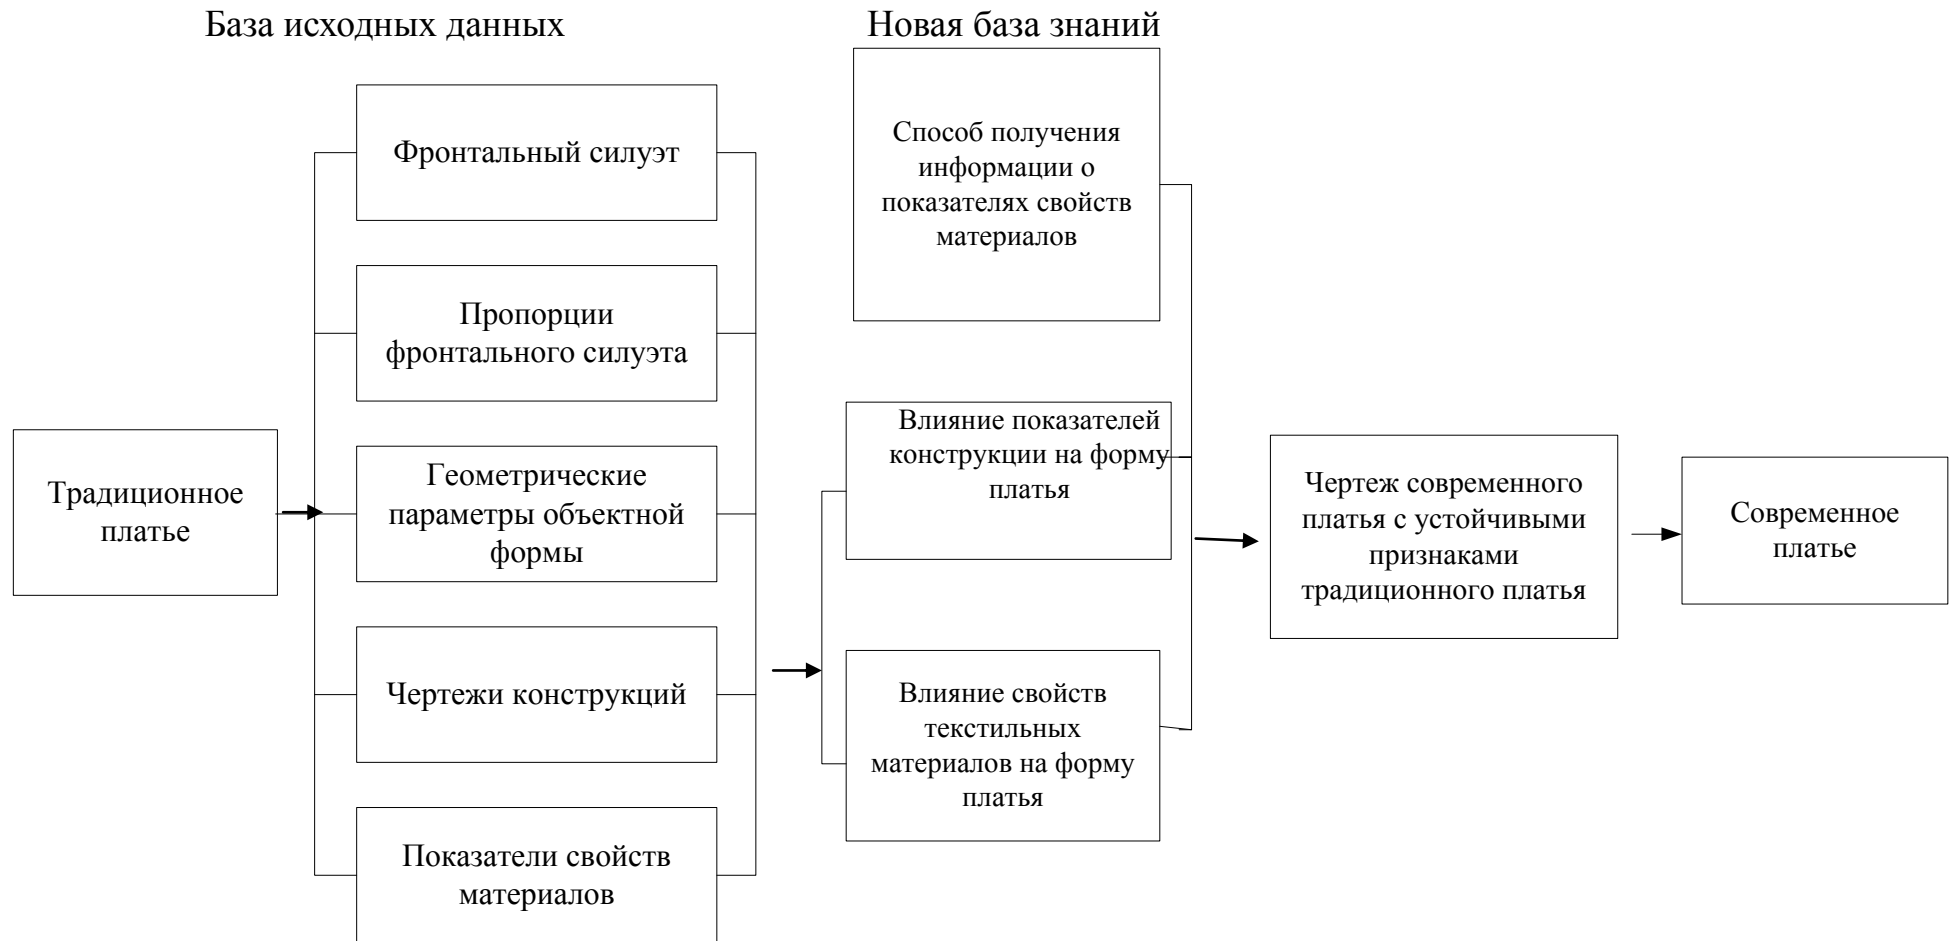 База исходных данных
Новая база знаний
Традиционное
платье
Фронтальный силуэт
Пропорции
фронтального силуэта
Геометрические
параметры объектной
формы
Чертежи конструкций
Показатели свойств
материалов
Способ получения
информации о
показателях свойств
материалов
Влияние показателей
конструкции на форму
платья
Влияние свойств
текстильных
материалов на форму
платья
Чертеж современного
платья с устойчивыми
признаками
традиционного платья
Современное
платье